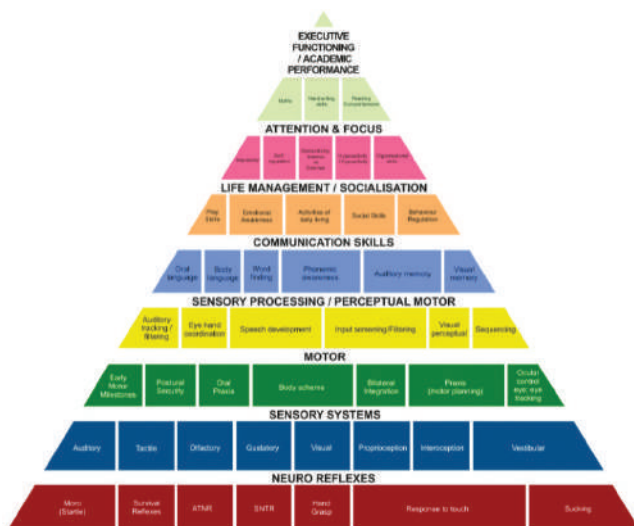 EXECUTIVE
FUNCTIONING
/ ACADEMIC
PERFORMANCE
Maths
Handwriting
skills
Reading
Comprehension
ATTENTION & FOCUS
Self
regulation
Organisational
skills
LIFE MANAGEMENT / SOCIALISATION
Play
Skills
Emotional
Awareness
Activities of
daily living
Social Skills
Behaviour
Regulation
COMMUNICATION SKILLS
Oral
language
Body
language
Word
finding
Phonemic
awareness
Auditory memory
Visual
memory
SENSORY PROCESSING / PERCEPTUAL MOTOR
Auditory
tracking /
filtering
Eye hand
coordination
Speech development
Input screening/Filtering
Visual
perceptual
Sequencing
MOTOR
Early
Motor
Milestones
Postural
Security
Oral
Praxis
Body schema
Bilateral
Integration
Praxis
(motor planning)
Ocular
control
eye; eye
tracking
SENSORY SYSTEMS
Auditory
Tactile
Olfactory
Gustatory
Visual
Proprioception
Interoception
Vestibular
NEURO REFLEXES
Moro
(Startle)
Survival
Reflexes
ATNR
SNTR
Hand
Grasp
Response to touch
Sucking